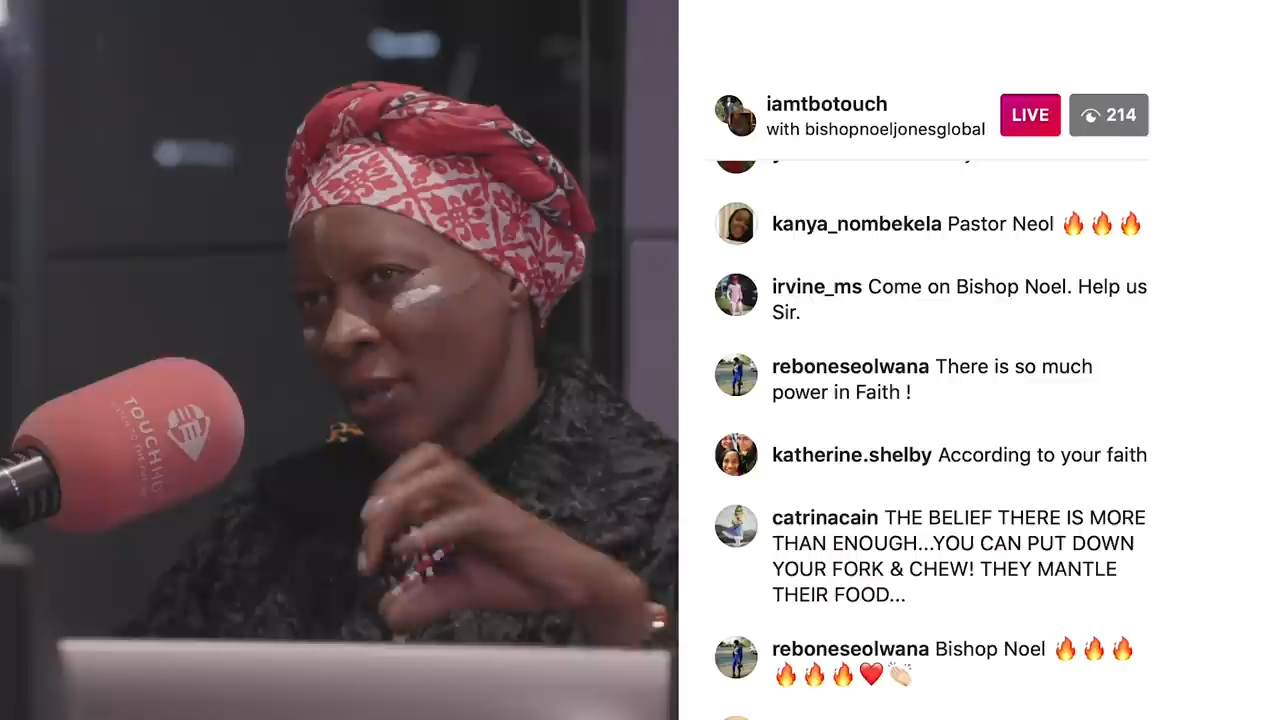 TOUCH
iamtbotouch
with bishopnoeljonesglobal
LIVE
214
kanya_nombekela Pastor Neol 🔥🔥🔥
irvine_ms Come on Bishop Noel. Help us
Sir.
reboneseolwana There is so much
power in Faith !
katherine.shelby According to your faith
catrinacain THE BELIEF THERE IS MORE
THAN ENOUGH...YOU CAN PUT DOWN
YOUR FORK & CHEW! THEY MANTLE
THEIR FOOD...
reboneseolwana Bishop Noel 🔥🔥🔥
🔥🔥🔥❤️👏🏻